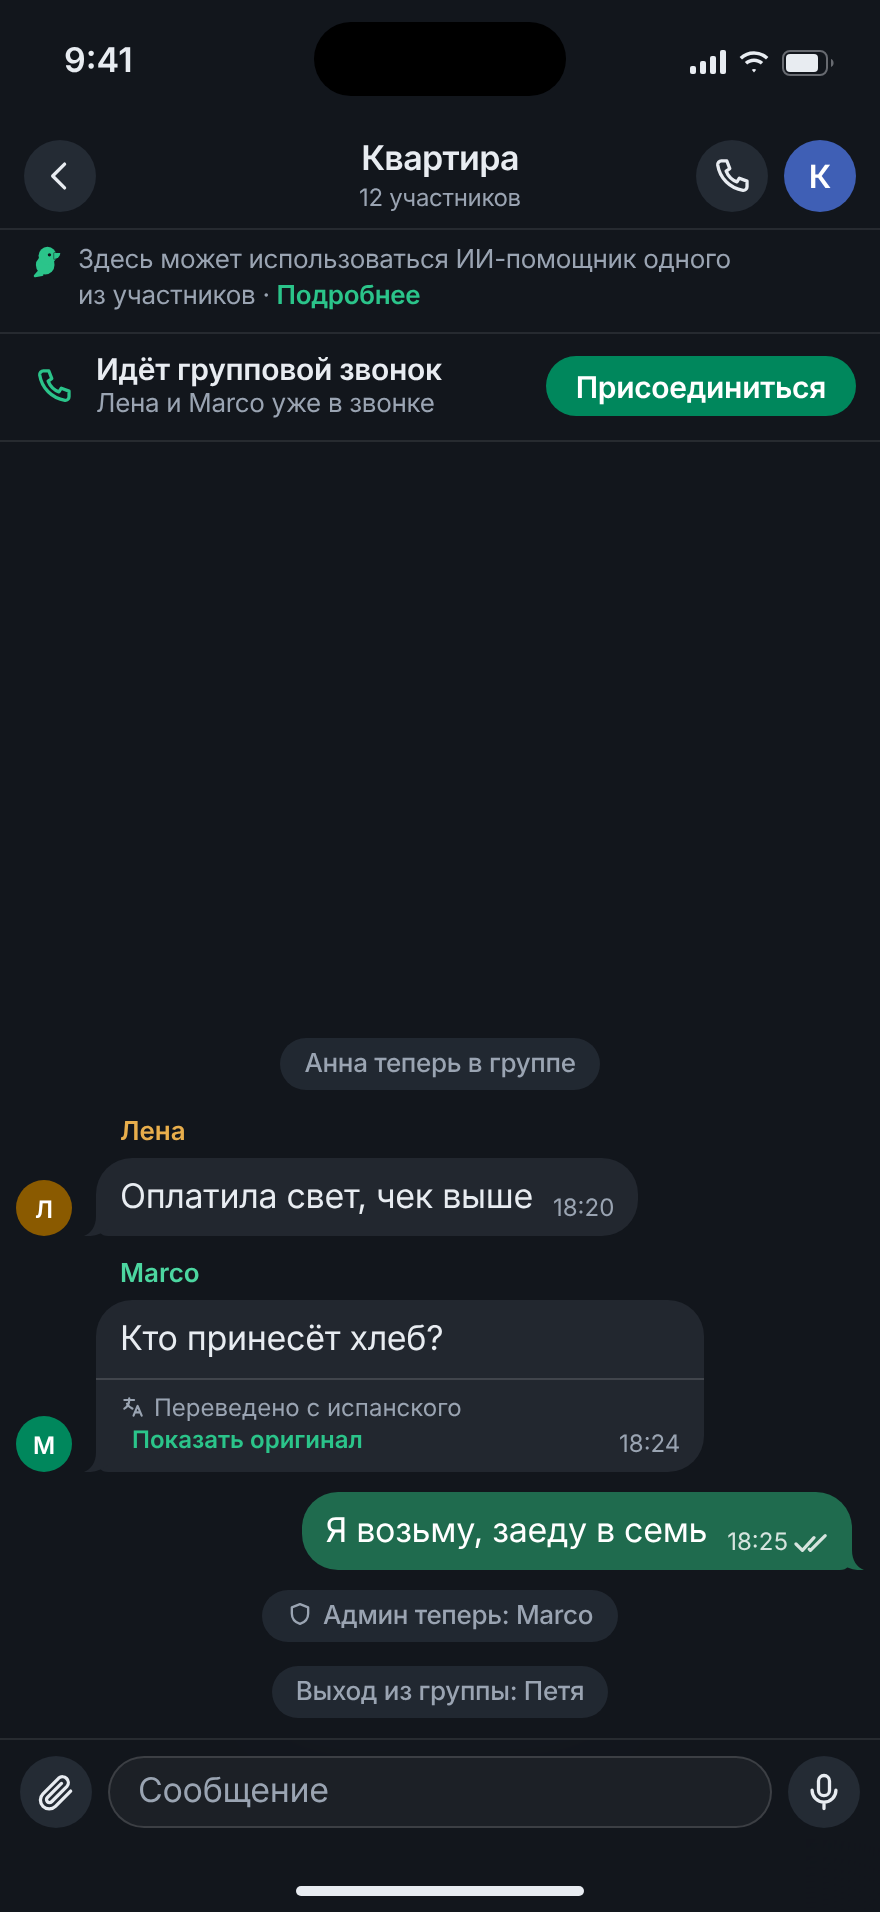 9:41
Квартира
12 участников
К
Здесь может использоваться ИИ-помощник одного
из участников · Подробнее
Идёт групповой звонок
Лена и Marco уже в звонке
Присоединиться
Анна теперь в группе
Лена
Л
Оплатила свет, чек выше 18:20
Marco
Кто принесёт хлеб?
Переведено с испанского
Показать оригинал 18:24
M
Я возьму, заеду в семь 18:25
Админ теперь: Marco
Выход из группы: Петя
Сообщение